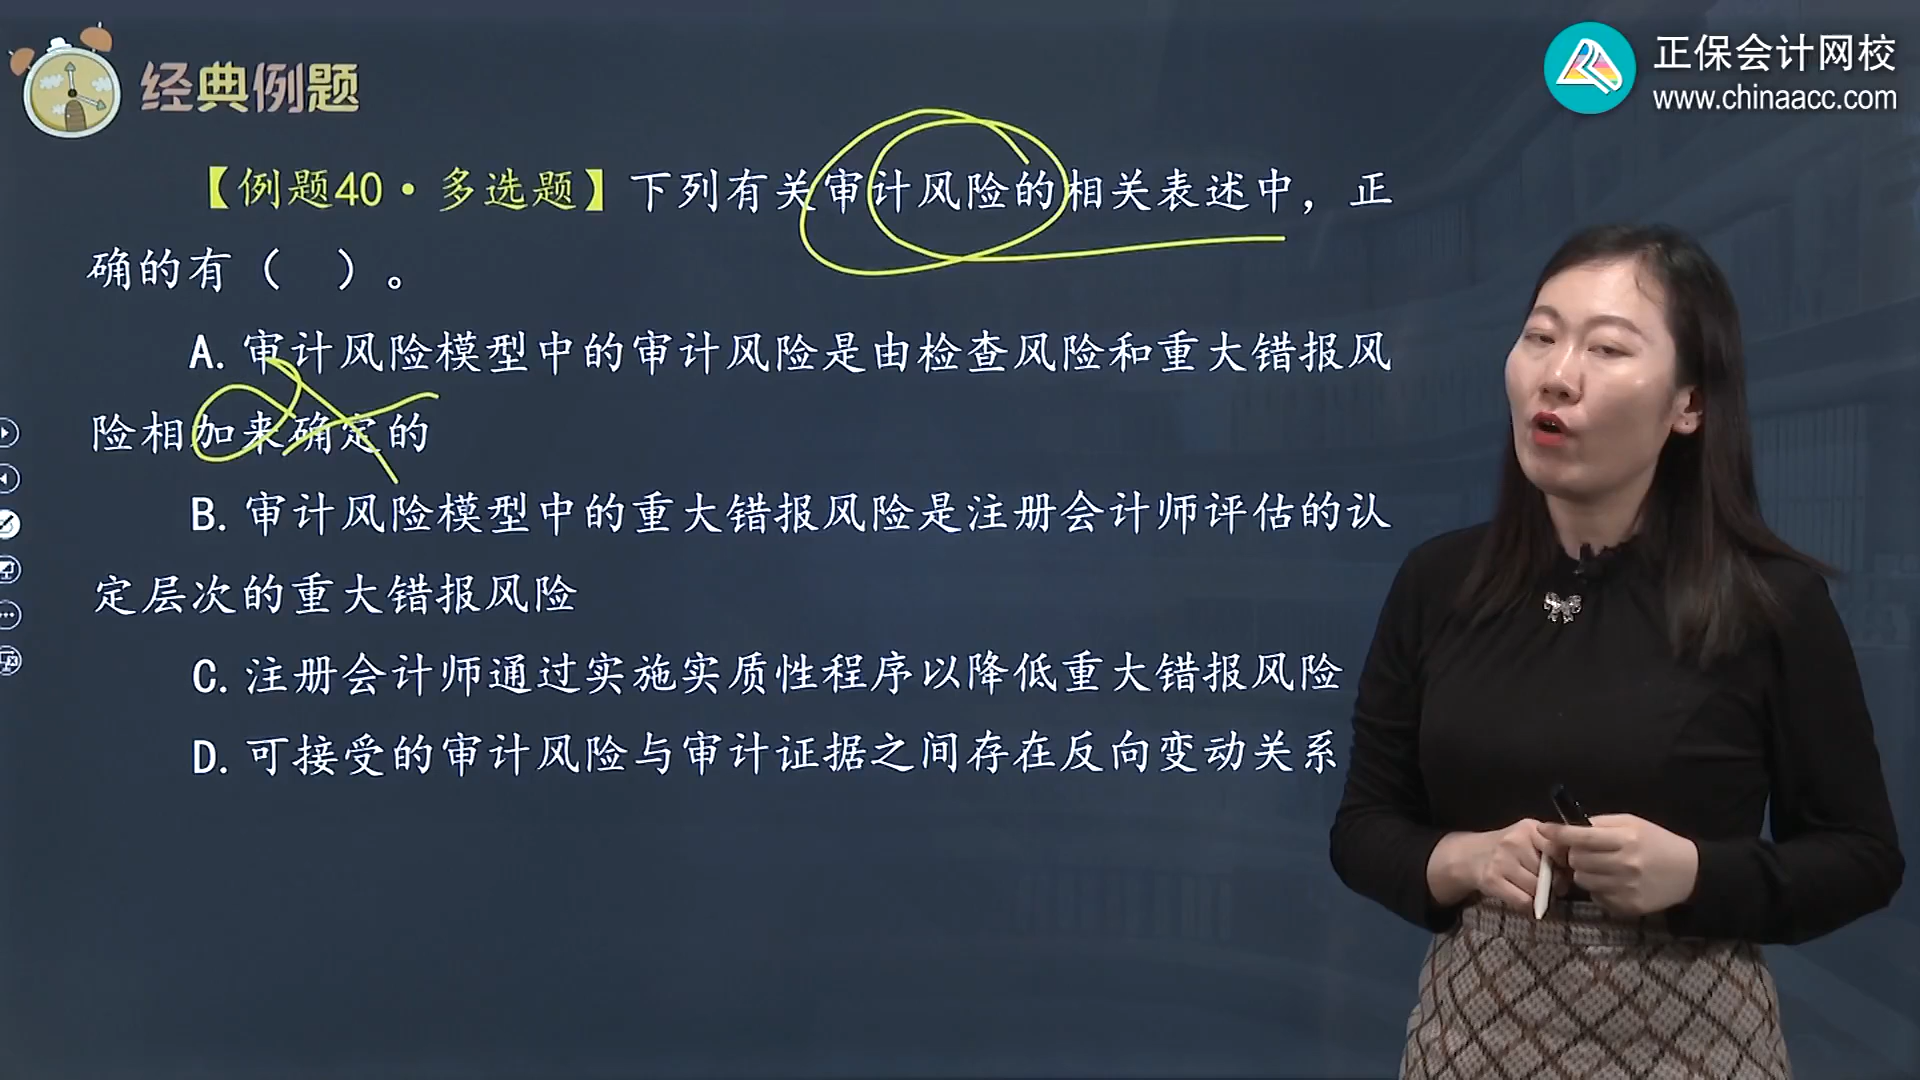 经典例题
正保会计网校
www.chinaacc.com
【例题40·多选题】下列有关审计风险的相关表述中，正
确的有（ ）。
A. 审计风险模型中的审计风险是由检查风险和重大错报风
险相加来确定的
B. 审计风险模型中的重大错报风险是注册会计师评估的认
定层次的重大错报风险
C. 注册会计师通过实施实质性程序以降低重大错报风险
D. 可接受的审计风险与审计证据之间存在反向变动关系